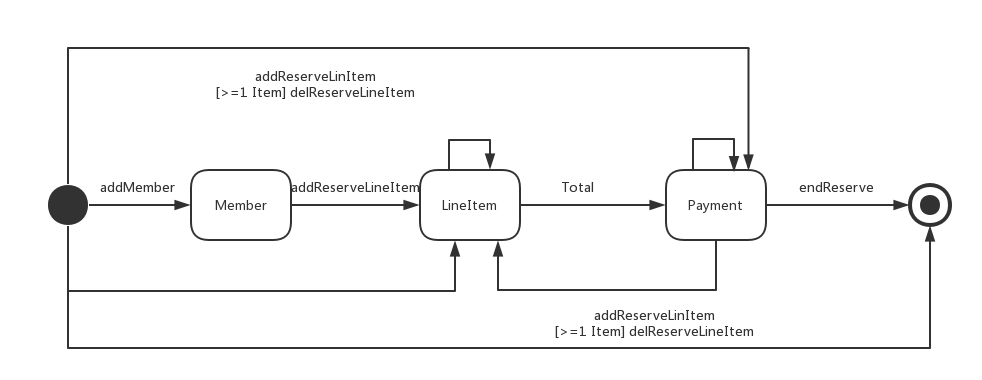 addReserveLinItem
[>=1 Item] delReserveLineItem
addMember
Member
addReserveLineItem
LineItem
Total
Payment
endReserve
addReserveLinItem
[>=1 Item] delReserveLineItem